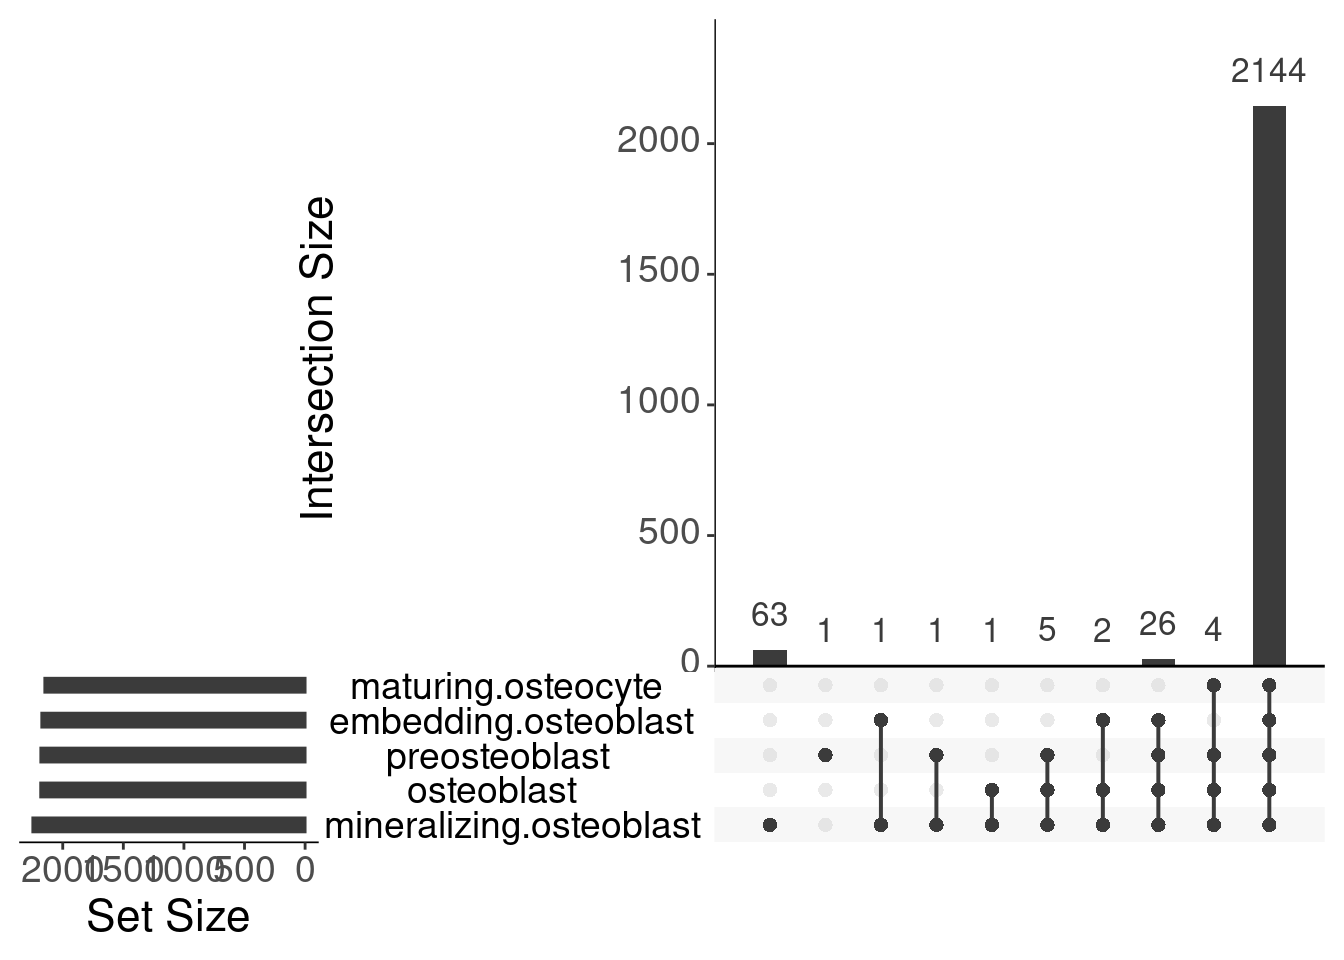 Intersection Size
2000
1500
1000
500
0
63 1 1 1 1 5 2 26 4 2144
maturing.osteocyte
embedding.osteoblast
preosteoblast
osteoblast
mineralizing.osteoblast
2000 1500 1000 500 0
Set Size